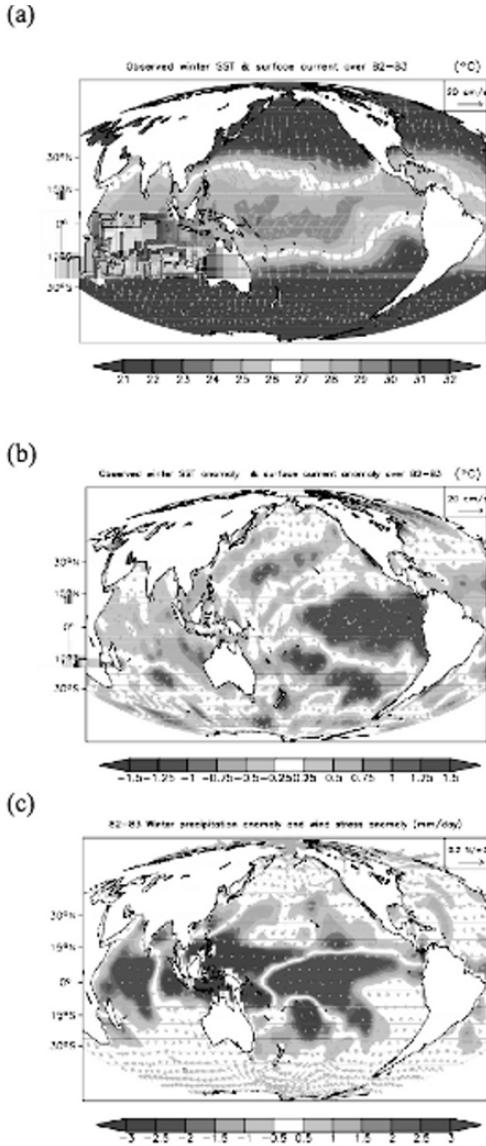 (a)
Observed winter SST & surface current over 82-83 (°C)
20 cm/s
30°N
15°N
0°
15°S
30°S
21 22 23 24 25 26 27 28 29 30 31 32
(b)
Observed winter SST anomaly & surface current anomaly over 82-83 (°C)
20 cm/s
30°N
15°N
0°
15°S
30°S
-1.5 -1.25 -1 -0.75 -0.5 -0.25 0.25 0.5 0.75 1 1.25 1.5
(c)
82-83 Winter precipitation anomaly and wind stress anomaly (mm/day)
30°N
15°N
0°
15°S
30°S
-3 -2.5 -2 -1.5 -1 -0.5 0.5 1 1.5 2 2.5 3